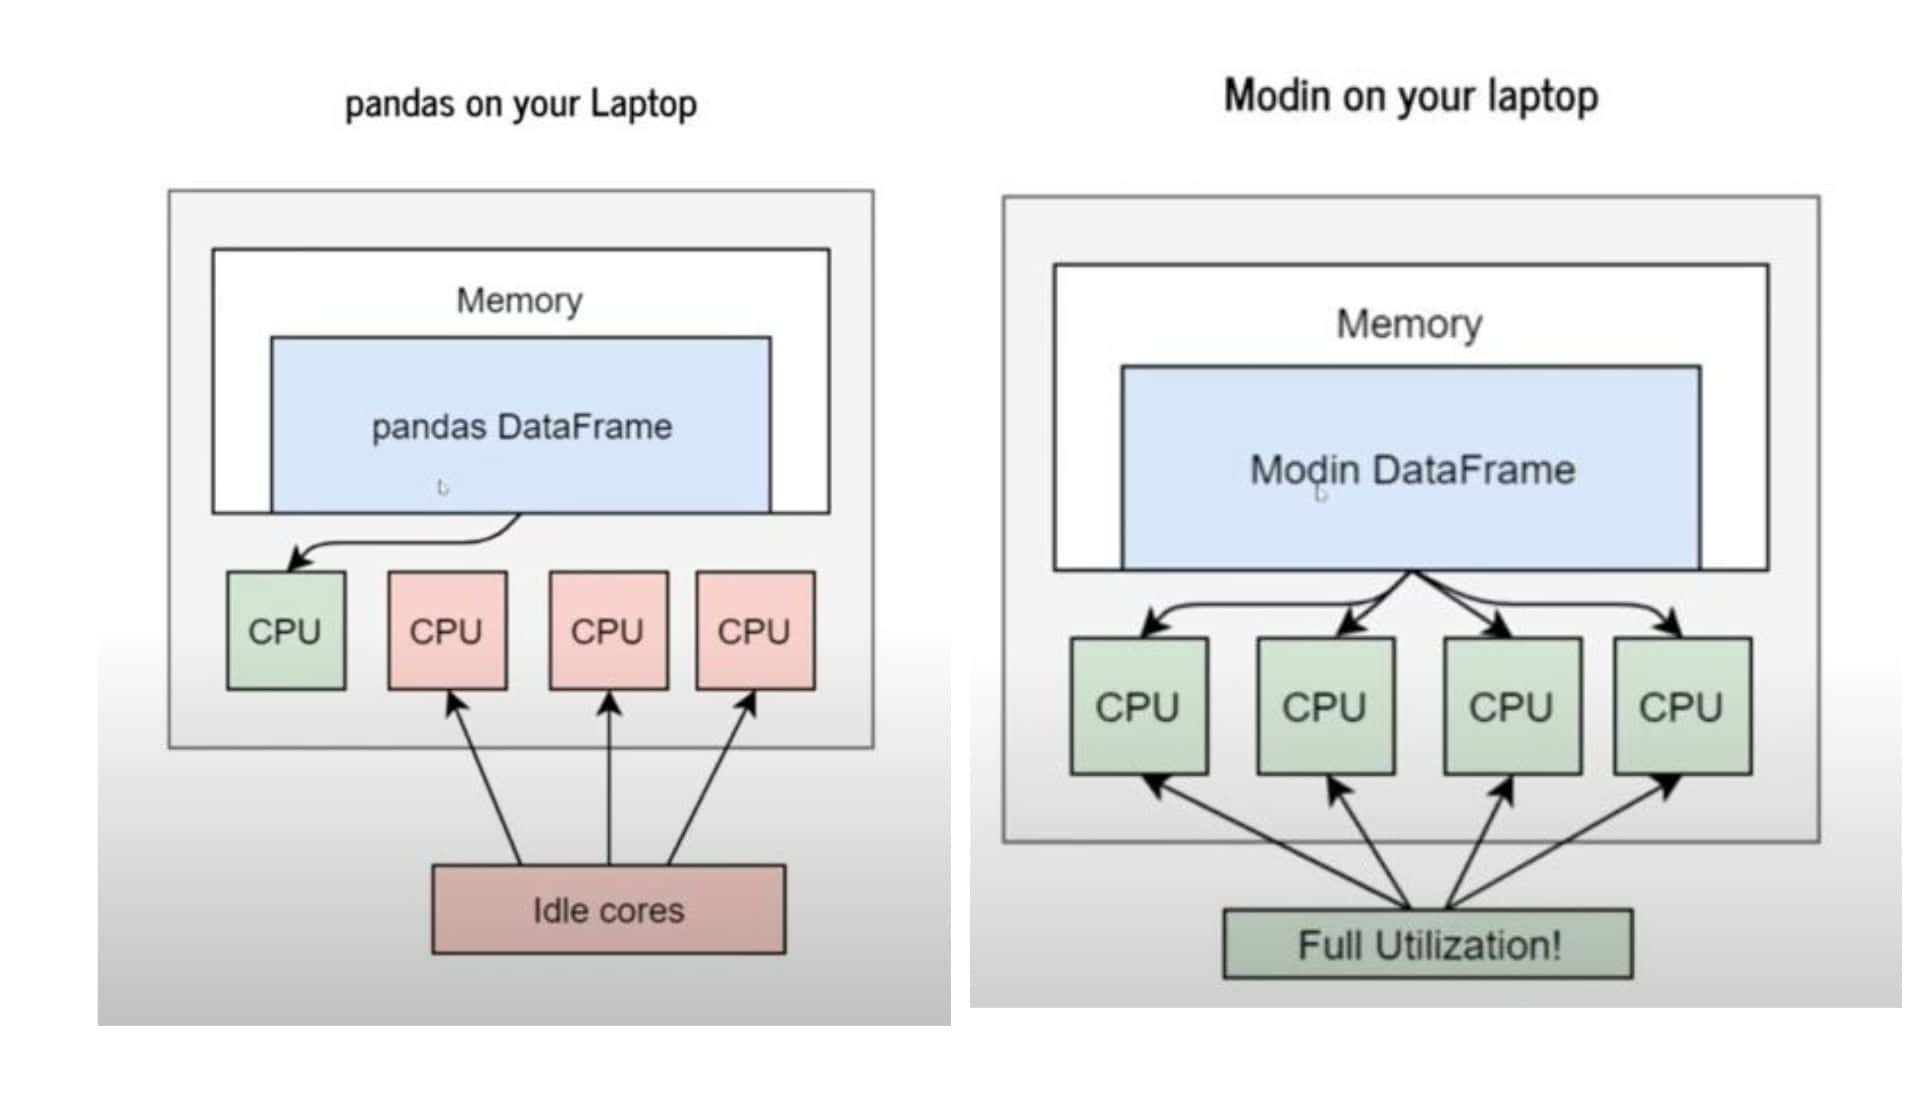 pandas on your Laptop
Memory
pandas DataFrame
CPU
CPU
CPU
CPU
Idle cores
Modin on your laptop
Memory
Modin DataFrame
CPU
CPU
CPU
CPU
Full Utilization!